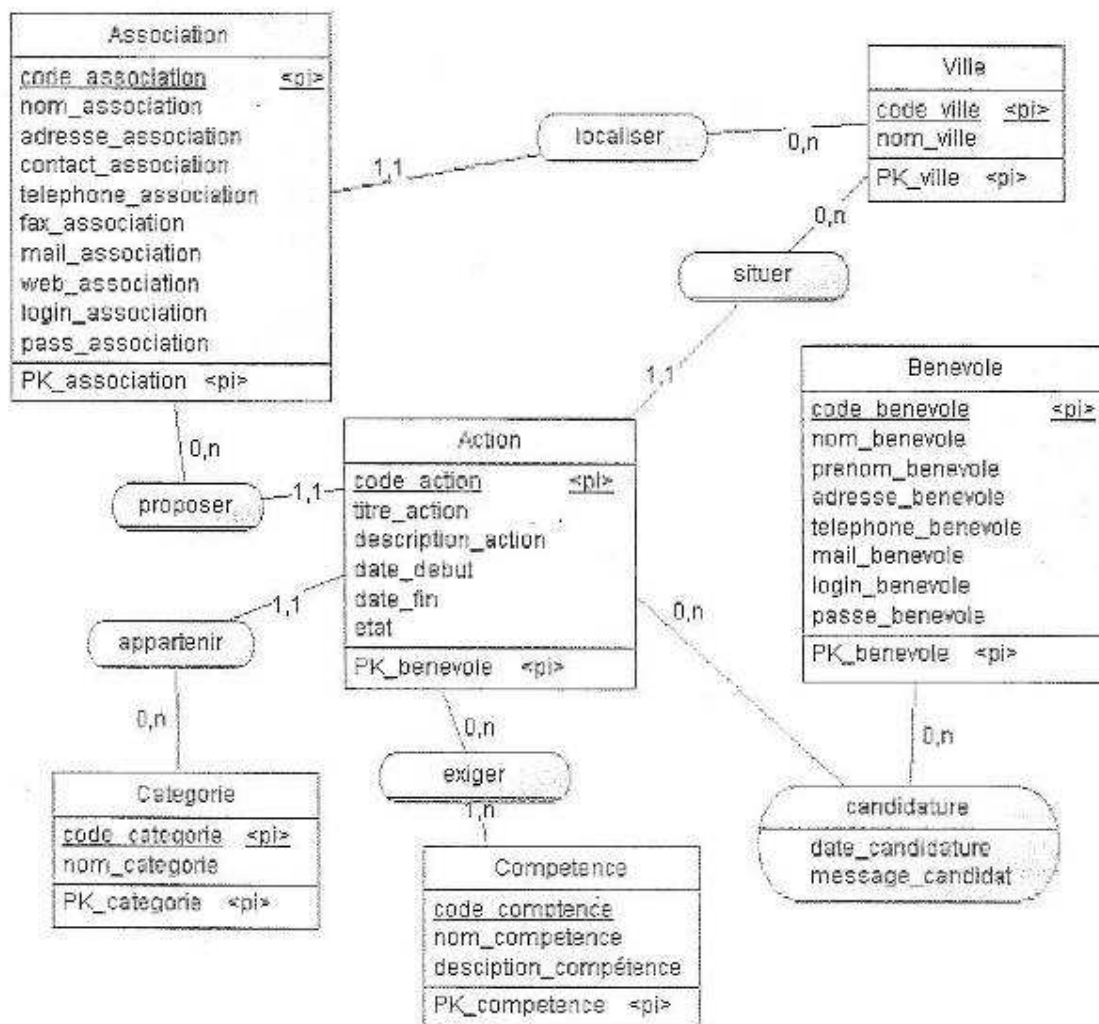 Association
code_association <pi>
nom_association
adresse_association
contact_association
telephone_association
fax_association
mail_association
web_association
login_association
pass_association
PK_association <pi>
1,1
localiser
0,n
Ville
code_ville <pi>
nom_ville
PK_ville <pi>
0,n
situer
1,1
0,n
proposer
1,1
Action
code_action <pi>
titre_action
description_action
date_debut
date_fin
etat
PK_benevole <pi>
Benevole
code_benevole <pi>
nom_benevole
prenom_benevole
adresse_benevole
telephone_benevole
mail_benevole
login_benevole
passe_benevole
PK_benevole <pi>
1,1
appartenir
0,n
Categorie
code_categorie <pi>
nom_categorie
PK_categorie <pi>
0,n
exiger
1,n
Competence
code_comptence
nom_competence
desciption_compétence
PK_competence <pi>
0,n
0,n
candidature
date_candidature
message_candidat